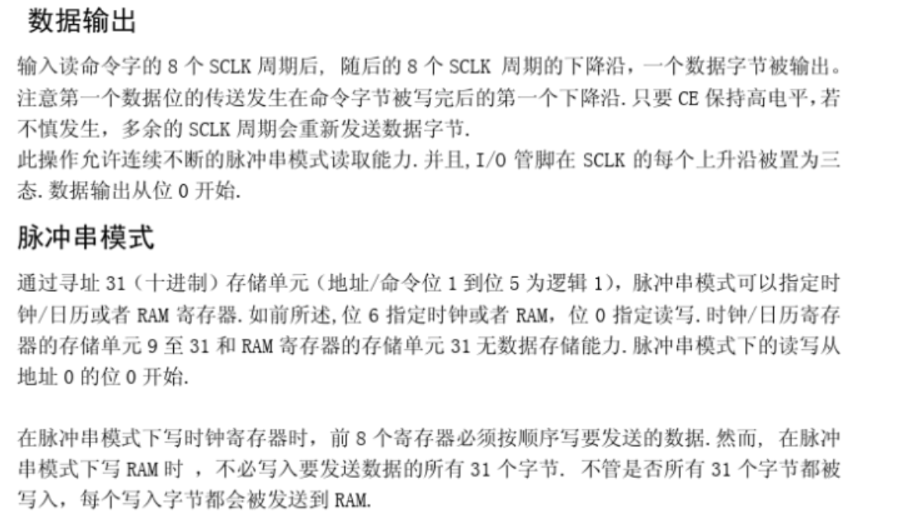 数据输出
输入读命令字的 8 个 SCLK 周期后, 随后的 8 个 SCLK 周期的下降沿，一个数据字节被输出。
注意第一个数据位的传送发生在命令字节被写完后的第一个下降沿.只要 CE 保持高电平,若
不慎发生，多余的 SCLK 周期会重新发送数据字节.
此操作允许连续不断的脉冲串模式读取能力.并且,I/O 管脚在 SCLK 的每个上升沿被置为三
态.数据输出从位 0 开始.
脉冲串模式
通过寻址 31（十进制）存储单元（地址/命令位 1 到位 5 为逻辑 1），脉冲串模式可以指定时
钟/日历或者 RAM 寄存器.如前所述,位 6 指定时钟或者 RAM，位 0 指定读写.时钟/日历寄存
器的存储单元 9 至 31 和 RAM 寄存器的存储单元 31 无数据存储能力.脉冲串模式下的读写从
地址 0 的位 0 开始.
在脉冲串模式下写时钟寄存器时，前 8 个寄存器必须按顺序写要发送的数据.然而, 在脉冲
串模式下写 RAM 时 ，不必写入要发送数据的所有 31 个字节. 不管是否所有 31 个字节都被
写入，每个写入字节都会被发送到 RAM.